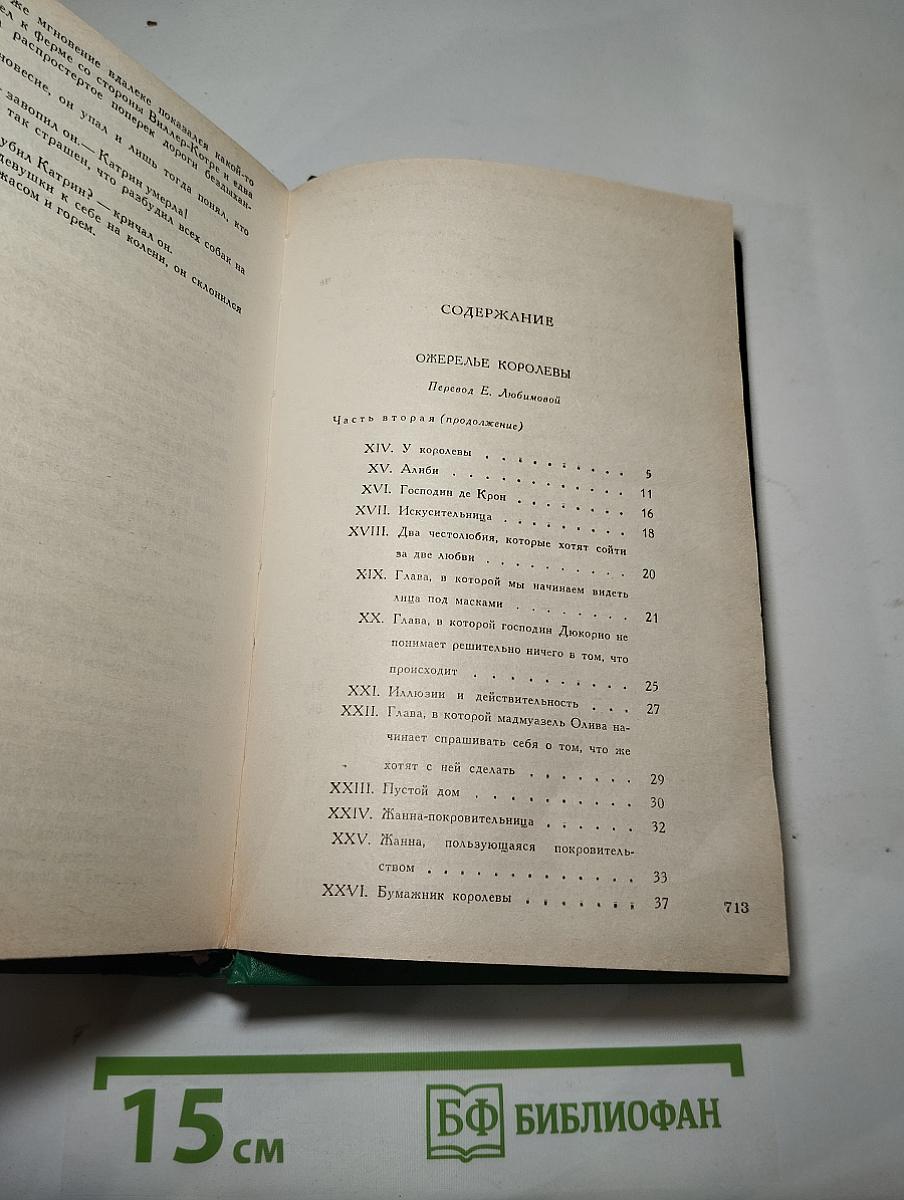 же мгновение вдалеке показался какой-то
ел к ферме со стороны Виллер-Котре и едва
распростертое поперек дороги бездыхан-
новесие, он упал и лишь тогда понял, кто
завопил он.— Катрин умерла!
так страшен, что разбудил всех собак на
убил Катрин? — кричал он.
девушки к себе на колени, он склонился
жасом и горем.
СОДЕРЖАНИЕ
ОЖЕРЕЛЬЕ КОРОЛЕВЫ
Перевод Е. Любимовой
Часть вторая (продолжение)
XIV. У королевы . . . . . . . . . 5
XV. Алиби . . . . . . . . . . . 11
XVI. Господин де Крон . . . . . . . 16
XVII. Искусительница . . . . . . . . 18
XVIII. Два честолюбия, которые хотят сойти
за две любви . . . . . . . . . 20
XIX. Глава, в которой мы начинаем видеть
лица под масками . . . . . . . 21
XX. Глава, в которой господин Дюкорно не
понимает решительно ничего в том, что
происходит . . . . . . . . . . 25
XXI. Иллюзии и действительность . . . 27
XXII. Глава, в которой мадмуазель Олива на-
чинает спрашивать себя о том, что же
хотят с ней сделать . . . . . . . 29
XXIII. Пустой дом . . . . . . . . . . 30
XXIV. Жанна-покровительница . . . . . . 32
XXV. Жанна, пользующаяся покровитель-
ством . . . . . . . . . . . . . 33
XXVI. Бумажник королевы . . . . . . . 37
713
15 см
БФ БИБЛИОФАН